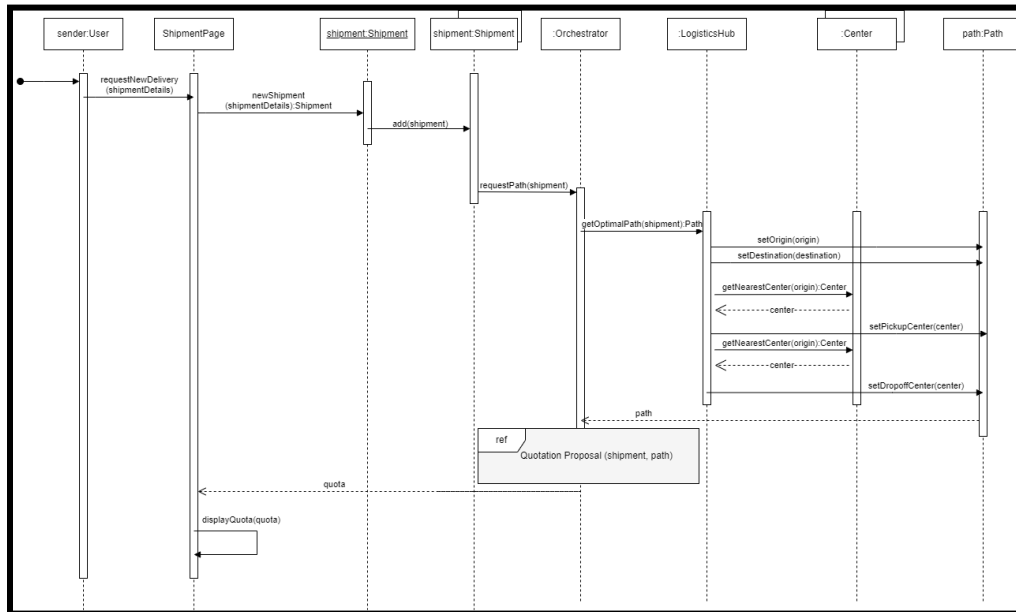 sender:User
ShipmentPage
shipment:Shipment
shipment:Shipment
:Orchestrator
:LogisticsHub
:Center
path:Path
requestNewDelivery
(shipmentDetails)
newShipment
(shipmentDetails):Shipment
add(shipment)
requestPath(shipment)
getOptimalPath(shipment):Path
setOrigin(origin)
setDestination(destination)
getNearestCenter(origin):Center
center
setPickupCenter(center)
getNearestCenter(origin):Center
center
setDropoffCenter(center)
path
ref
Quotation Proposal (shipment, path)
quota
displayQuota(quota)